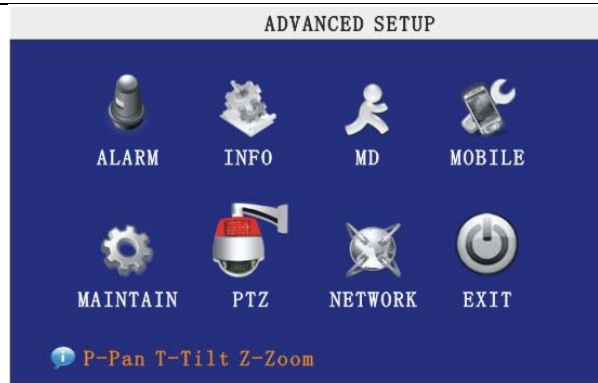 ADVANCED SETUP
ALARM INFO MD MOBILE
MAINTAIN PTZ NETWORK EXIT
P-Pan T-Tilt Z-Zoom